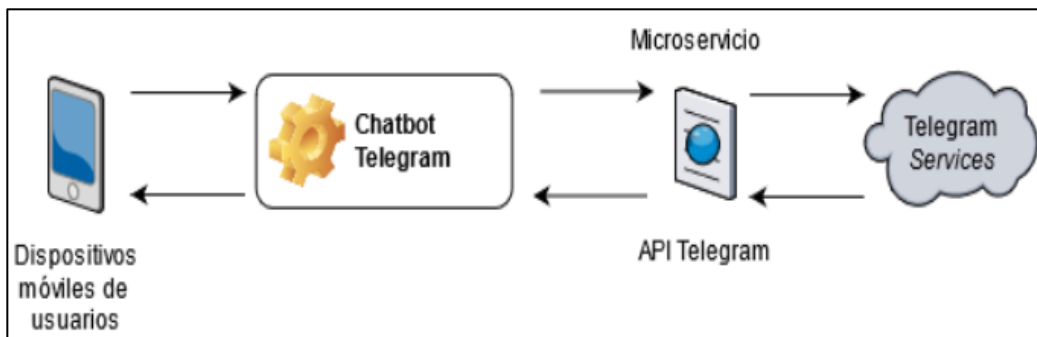 Microservicio
Chatbot
Telegram
Telegram
Services
Dispositivos
móviles de
usuarios
API Telegram